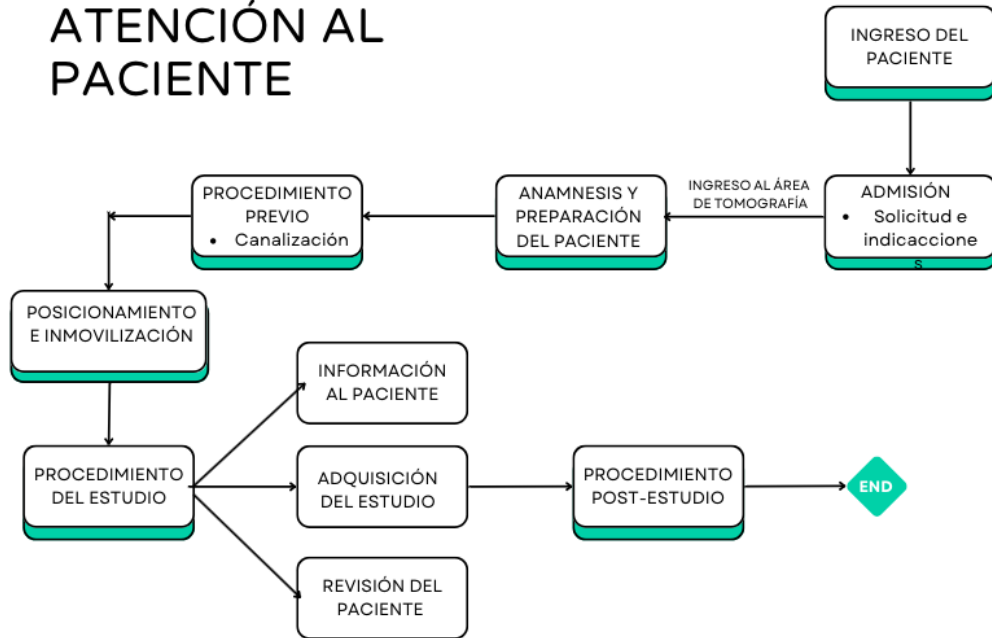 ATENCIÓN AL
PACIENTE
INGRESO DEL
PACIENTE
ADMISIÓN
• Solicitud e
indicaccione
s
INGRESO AL ÁREA
DE TOMOGRAFÍA
ANAMNESIS Y
PREPARACIÓN
DEL PACIENTE
PROCEDIMIENTO
PREVIO
• Canalización
POSICIONAMIENTO
E INMOVILIZACIÓN
PROCEDIMIENTO
DEL ESTUDIO
INFORMACIÓN
AL PACIENTE
ADQUISICIÓN
DEL ESTUDIO
REVISIÓN DEL
PACIENTE
PROCEDIMIENTO
POST-ESTUDIO
END